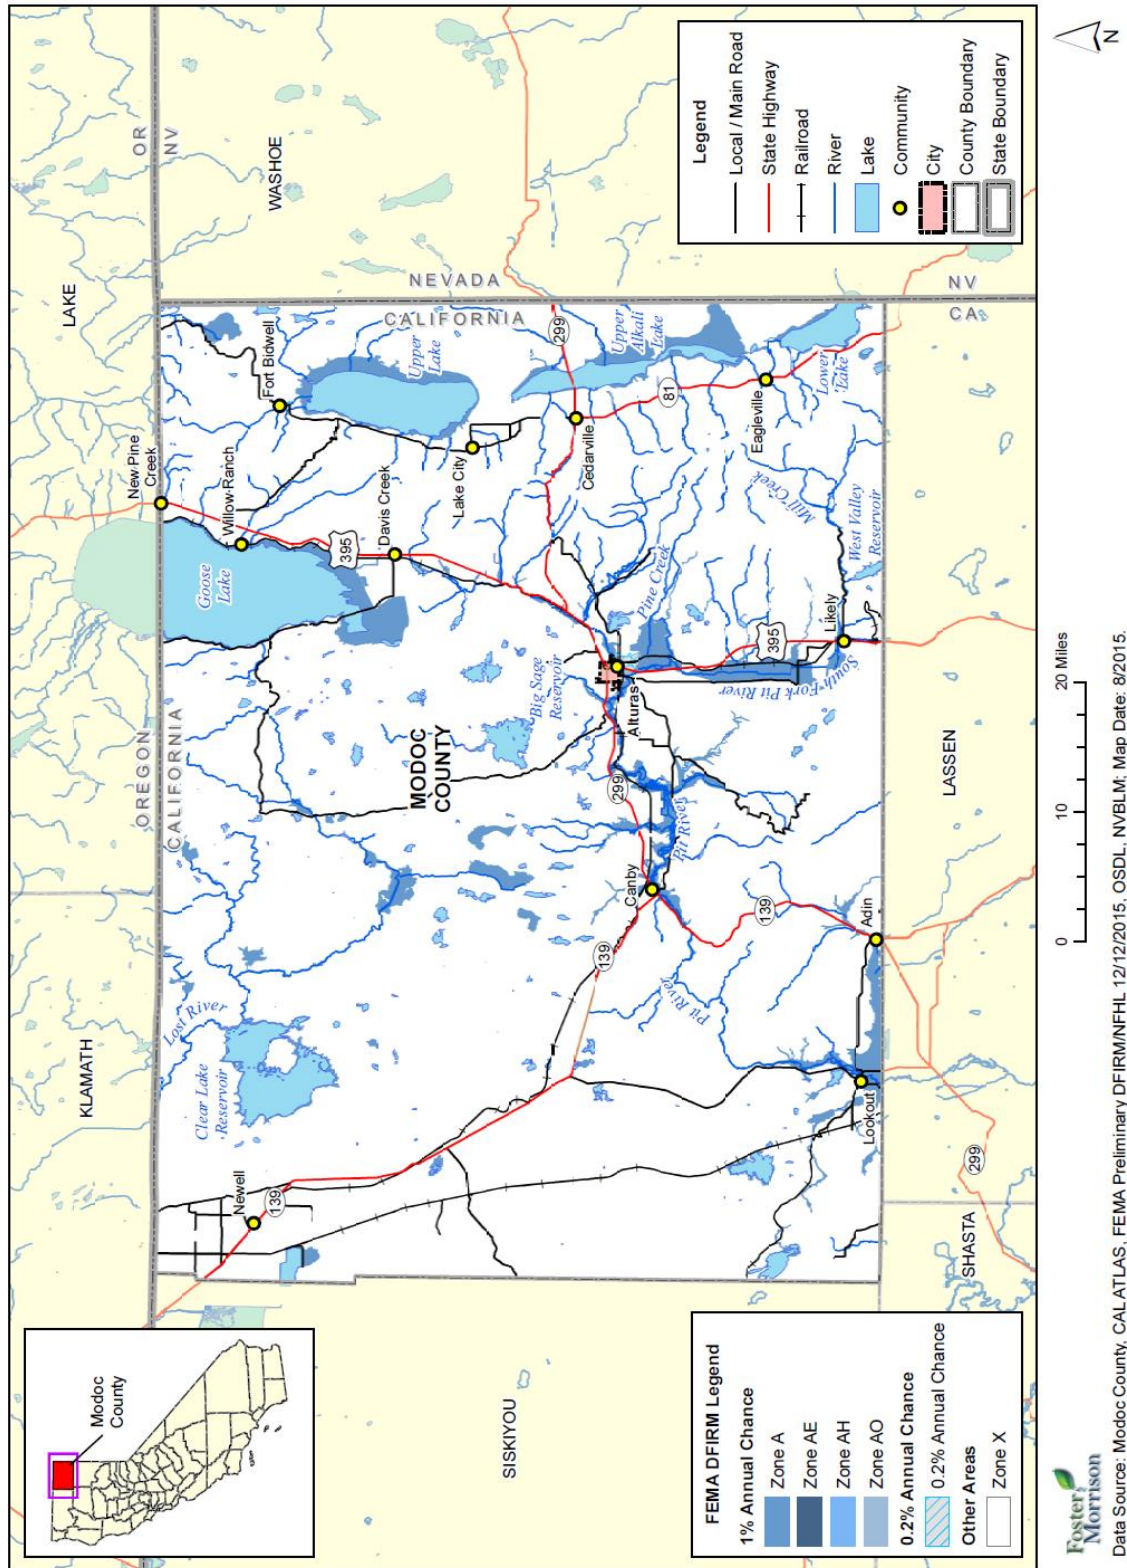 Modoc
County
KLAMATH
LAKE
OREGON
CALIFORNIA
OR
NV
WASHOE
NEVADA
CALIFORNIA
NV
CA
SISKIYOU
SHASTA
LASSEN
MODOC
COUNTY
New Pine
Creek
Willow Ranch
Fort Bidwell
Goose
Lake
Upper
Lake
395
Davis Creek
Lake City
Lost River
Clear Lake
Reservoir
Newell
139
Big Sage
Reservoir
299
Cedarville
Upper
Alkali
Lake
81
Alturas
Pine Creek
299
Canby
Pit River
139
139
Pit River
South Fork Pit River
395
Likely
Mill Creek
West Valley
Reservoir
Eagleville
Lower
Lake
Adin
Lookout
299
FEMA DFIRM Legend
1% Annual Chance
Zone A
Zone AE
Zone AH
Zone AO
0.2% Annual Chance
0.2% Annual Chance
Other Areas
Zone X
Legend
Local / Main Road
State Highway
Railroad
River
Lake
Community
City
County Boundary
State Boundary
0 10 20 Miles
N
Foster
Morrison
Data Source: Modoc County, CAL ATLAS, FEMA Preliminary DFIRM/NFHL 12/12/2015, OSDL, NVBLM; Map Date: 8/2015.